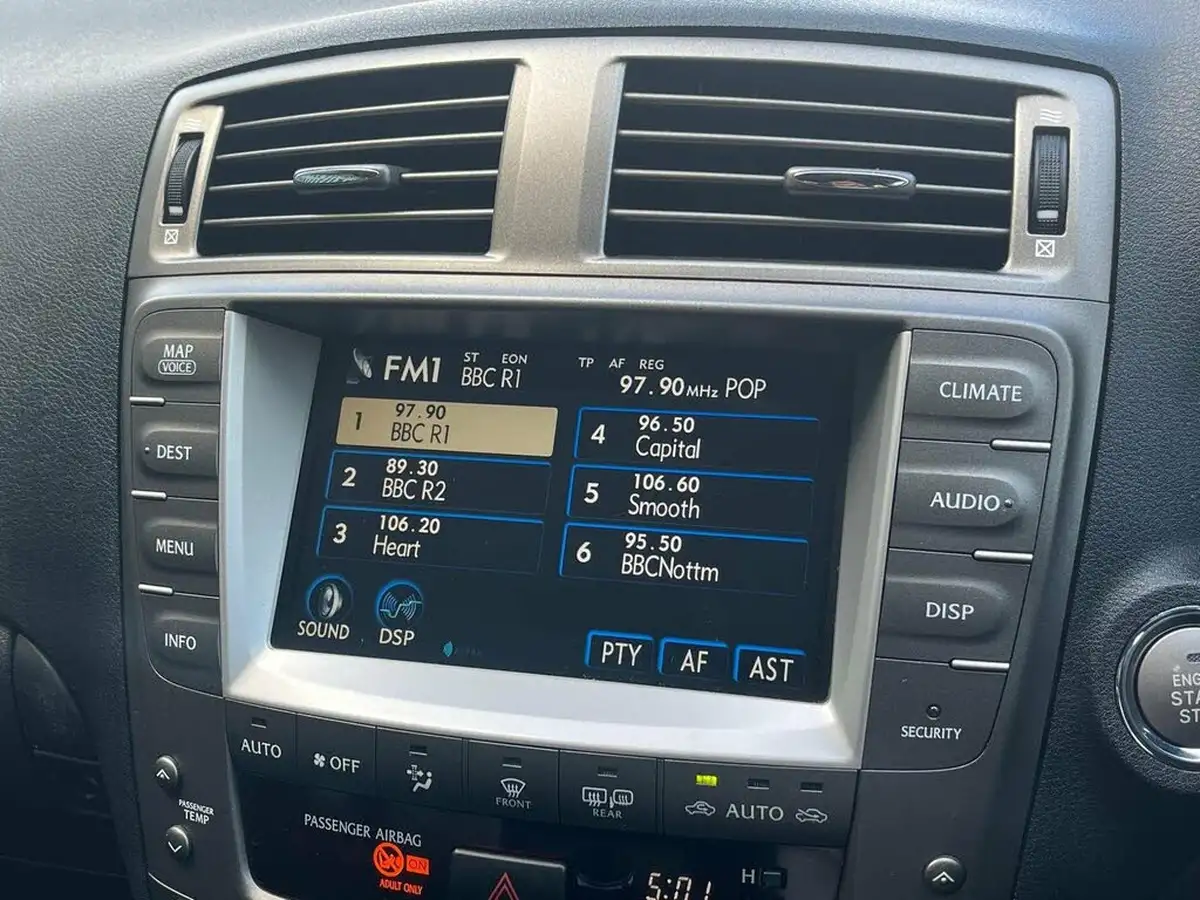 MAP
VOICE
DEST
MENU
INFO
FM1
ST EON
BBC R1
TP AF REG
97.90MHz POP
1 97.90
BBC R1
2 89.30
BBC R2
3 106.20
Heart
4 96.50
Capital
5 106.60
Smooth
6 95.50
BBCNottm
SOUND
DSP
PTY
AF
AST
CLIMATE
AUDIO
DISP
SECURITY
AUTO
OFF
FRONT
REAR
AUTO
PASSENGER
TEMP
PASSENGER AIRBAG
ON
ADULT ONLY
5:01
H